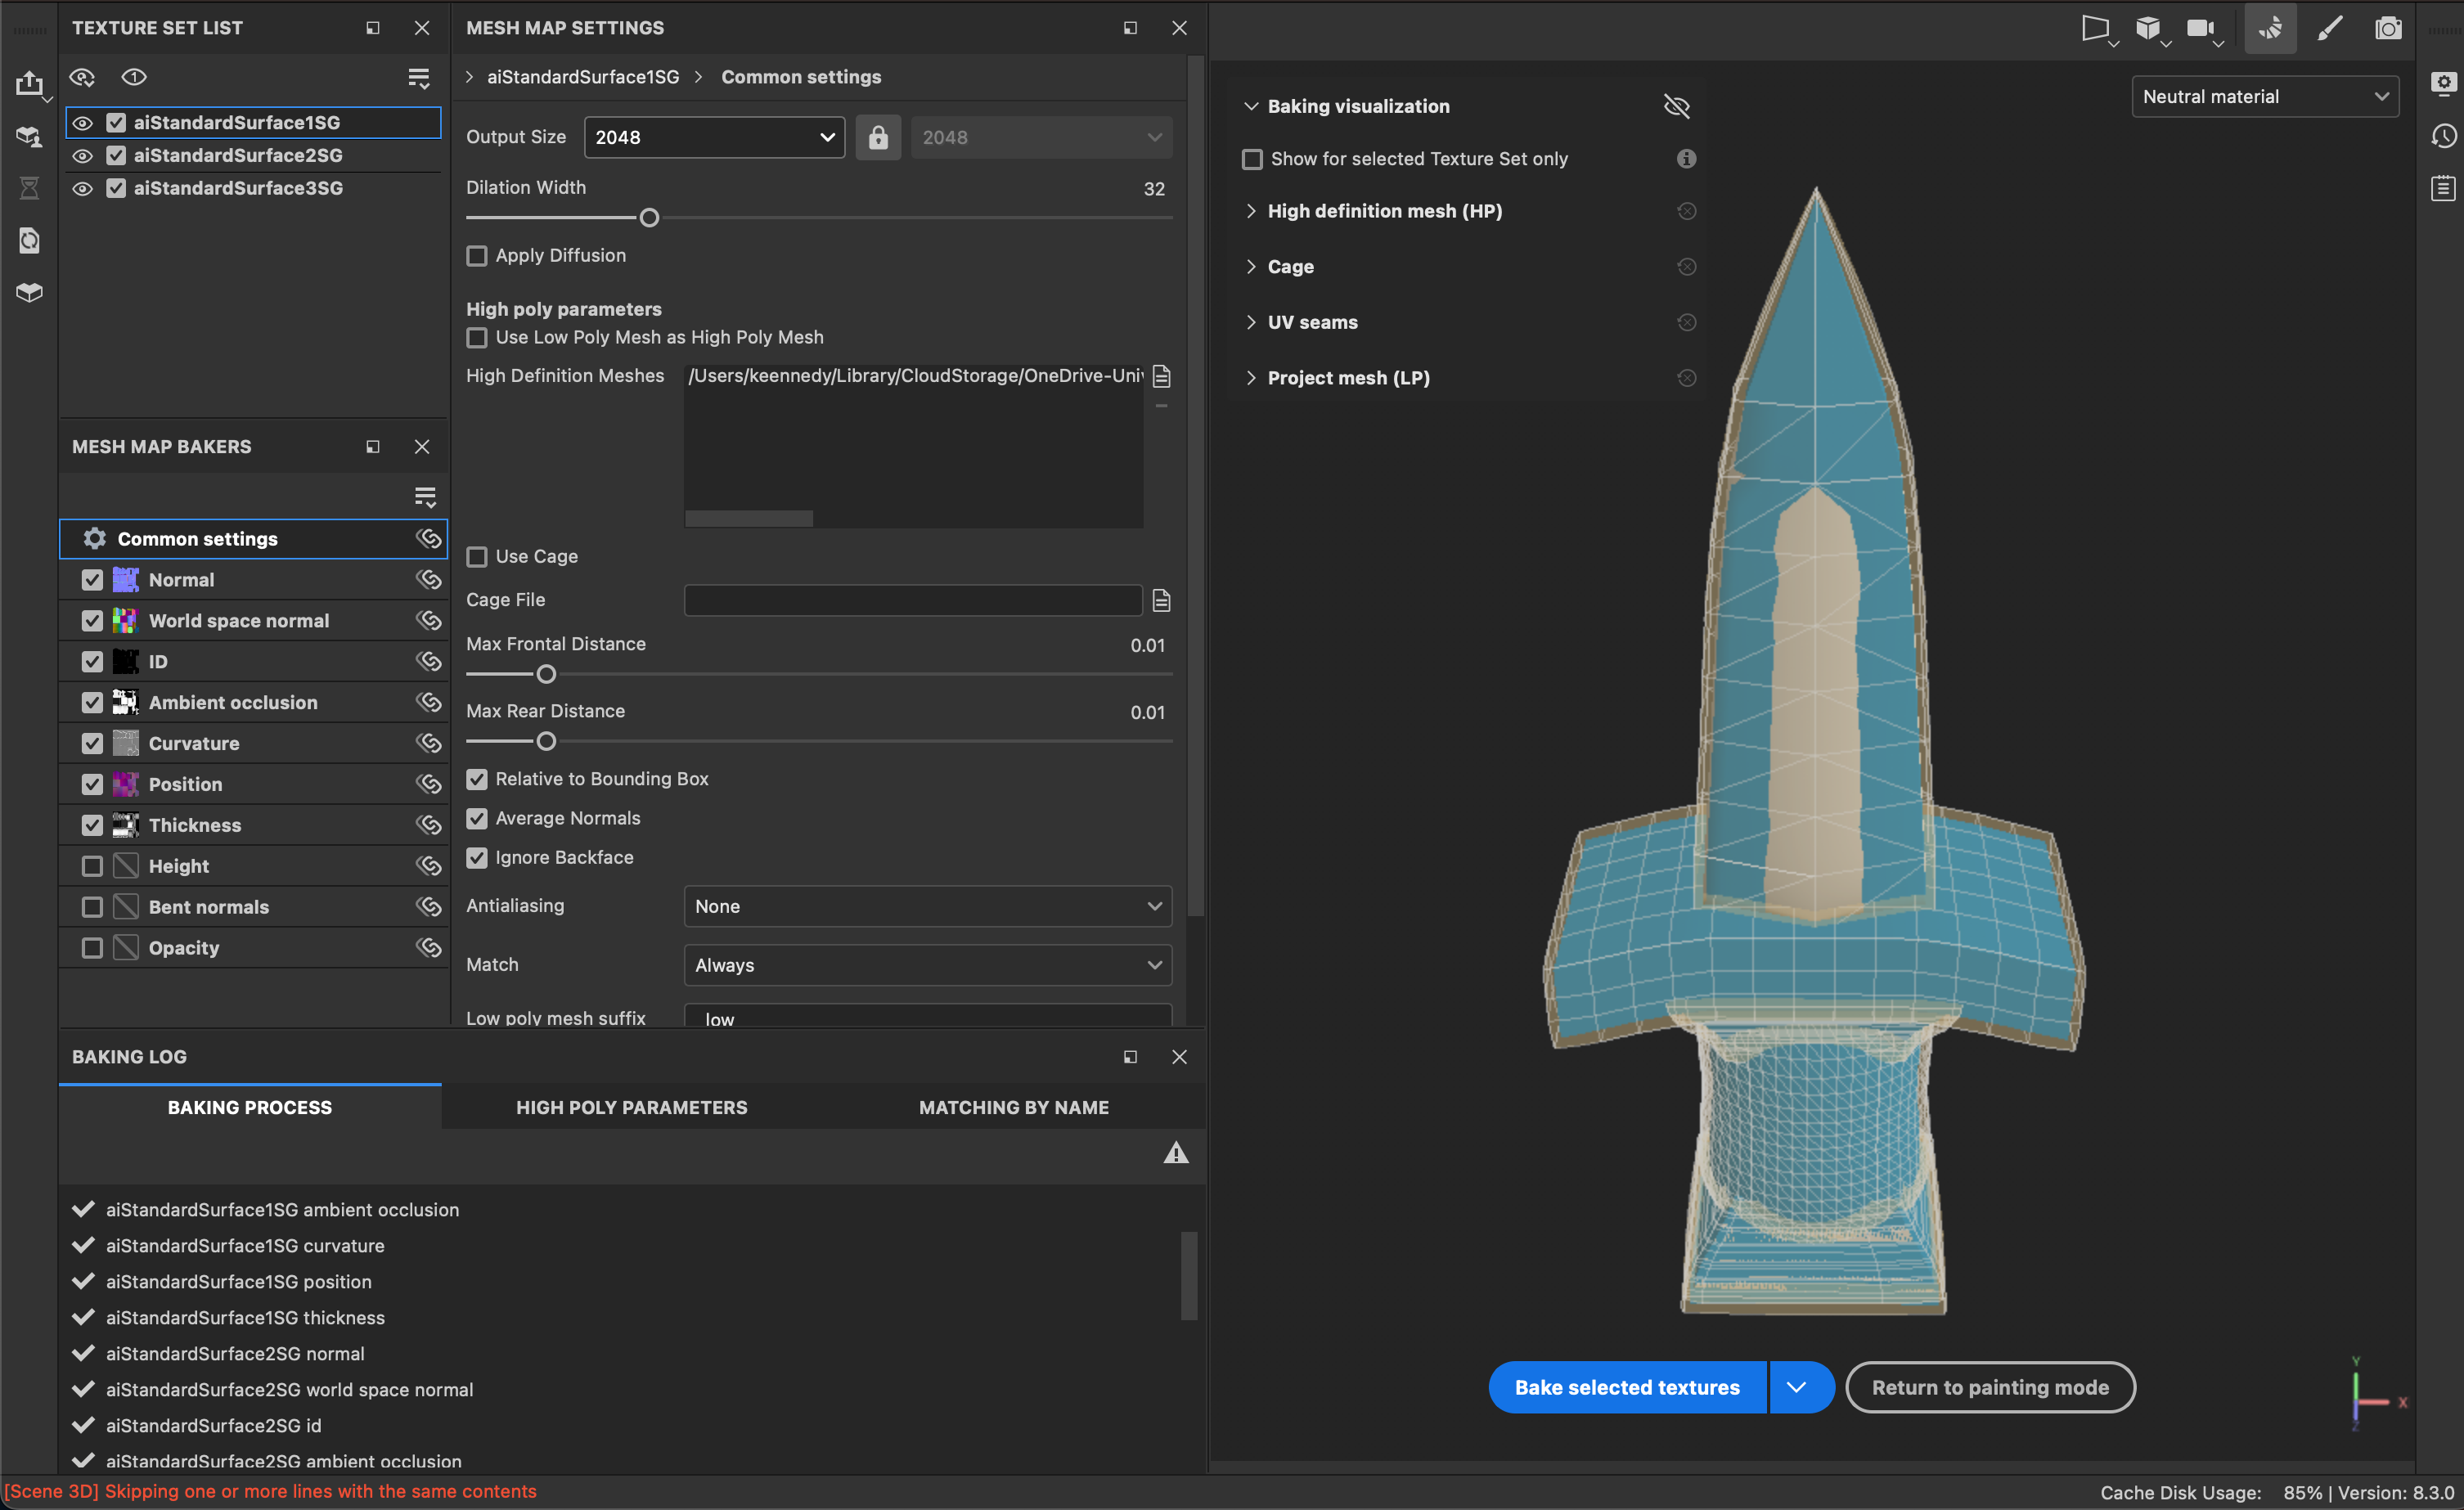 TEXTURE SET LIST
aiStandardSurface1SG
aiStandardSurface2SG
aiStandardSurface3SG
MESH MAP BAKERS
Common settings
Normal
World space normal
ID
Ambient occlusion
Curvature
Position
Thickness
Height
Bent normals
Opacity
MESH MAP SETTINGS
aiStandardSurface1SG > Common settings
Output Size 2048 2048
Dilation Width 32
Apply Diffusion
High poly parameters
Use Low Poly Mesh as High Poly Mesh
High Definition Meshes /Users/keennedy/Library/CloudStorage/OneDrive-Univ
Use Cage
Cage File
Max Frontal Distance 0.01
Max Rear Distance 0.01
Relative to Bounding Box
Average Normals
Ignore Backface
Antialiasing None
Match Always
Low poly mesh suffix _low
BAKING LOG
BAKING PROCESS HIGH POLY PARAMETERS MATCHING BY NAME
aiStandardSurface1SG ambient occlusion
aiStandardSurface1SG curvature
aiStandardSurface1SG position
aiStandardSurface1SG thickness
aiStandardSurface2SG normal
aiStandardSurface2SG world space normal
aiStandardSurface2SG id
aiStandardSurface2SG ambient occlusion
Neutral material
Baking visualization
Show for selected Texture Set only
High definition mesh (HP)
Cage
UV seams
Project mesh (LP)
Bake selected textures
Return to painting mode
Y
X
Z
[Scene 3D] Skipping one or more lines with the same contents
Cache Disk Usage: 85% | Version: 8.3.0